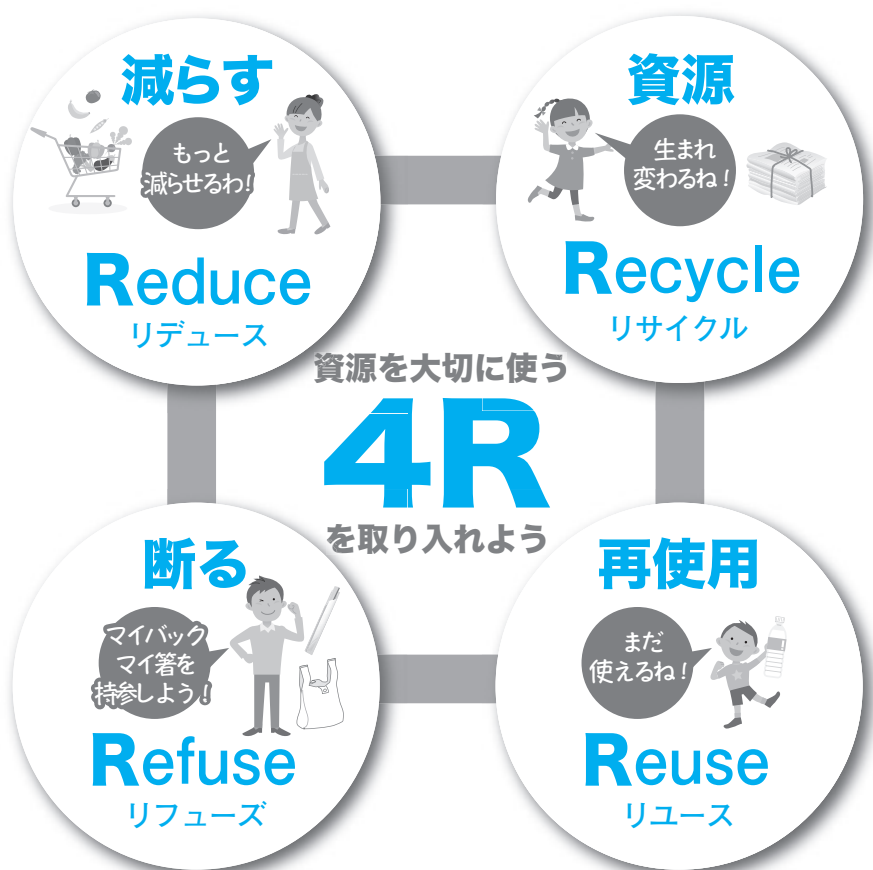 減らす
もっと
減らせるわ!
Reduce
リデュース
資源
生まれ
変わるね!
Recycle
リサイクル
資源を大切に使う
4R
を取り入れよう
断る
マイバック
マイ箸を
持参しよう!
Refuse
リフューズ
再使用
まだ
使えるね!
Reuse
リユース